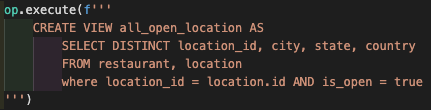 op.execute(f'''
CREATE VIEW all_open_location AS
SELECT DISTINCT location_id, city, state, country
FROM restaurant, location
where location_id = location.id AND is_open = true
''')